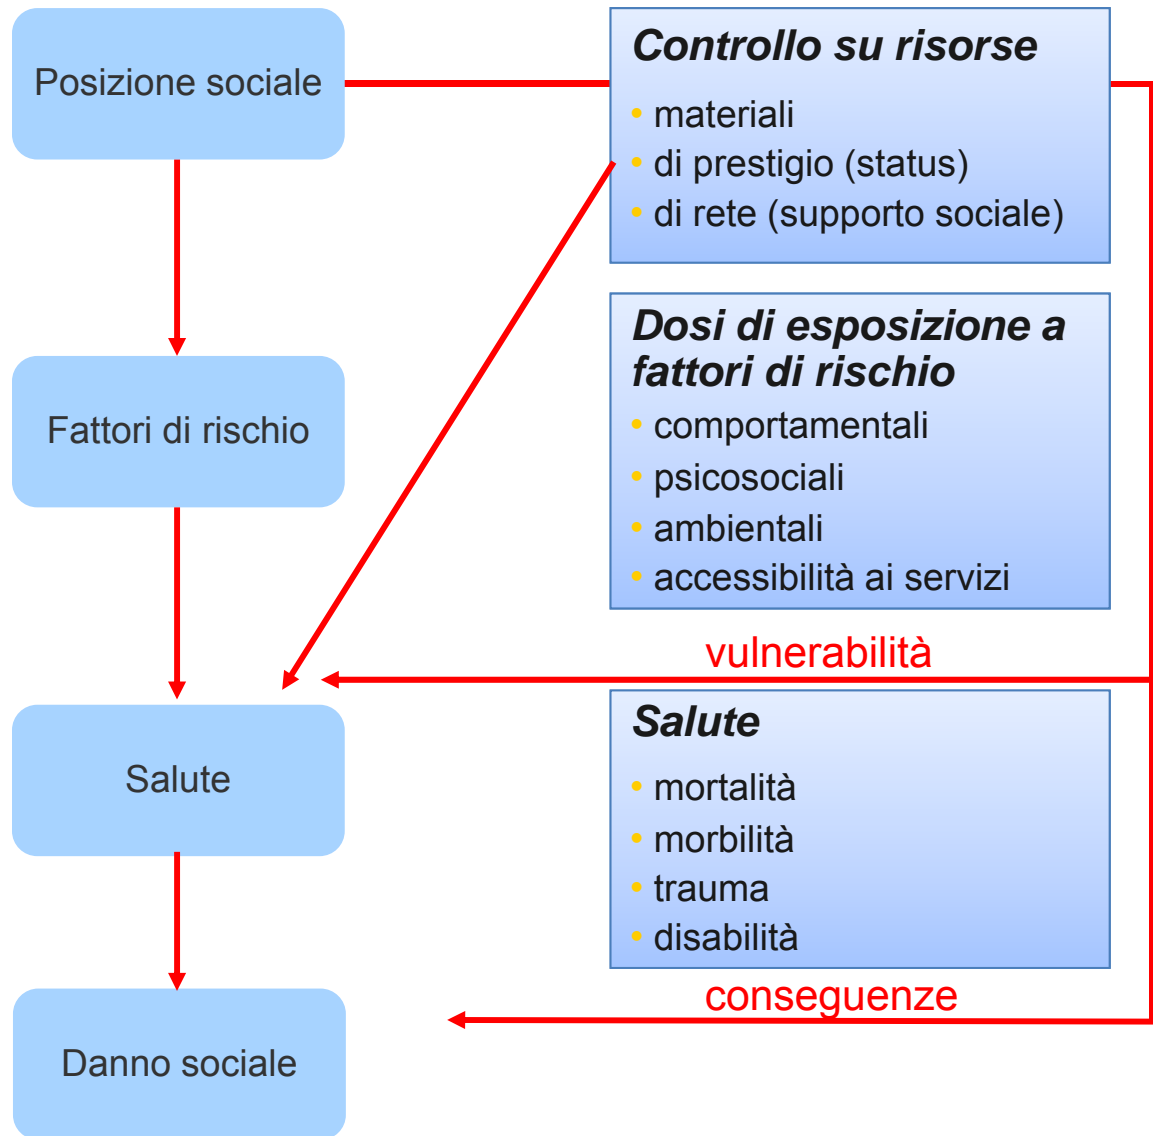 Posizione sociale
Controllo su risorse
• materiali
• di prestigio (status)
• di rete (supporto sociale)
Fattori di rischio
Dosi di esposizione a
fattori di rischio
• comportamentali
• psicosociali
• ambientali
• accessibilità ai servizi
vulnerabilità
Salute
Salute
• mortalità
• morbilità
• trauma
• disabilità
conseguenze
Danno sociale